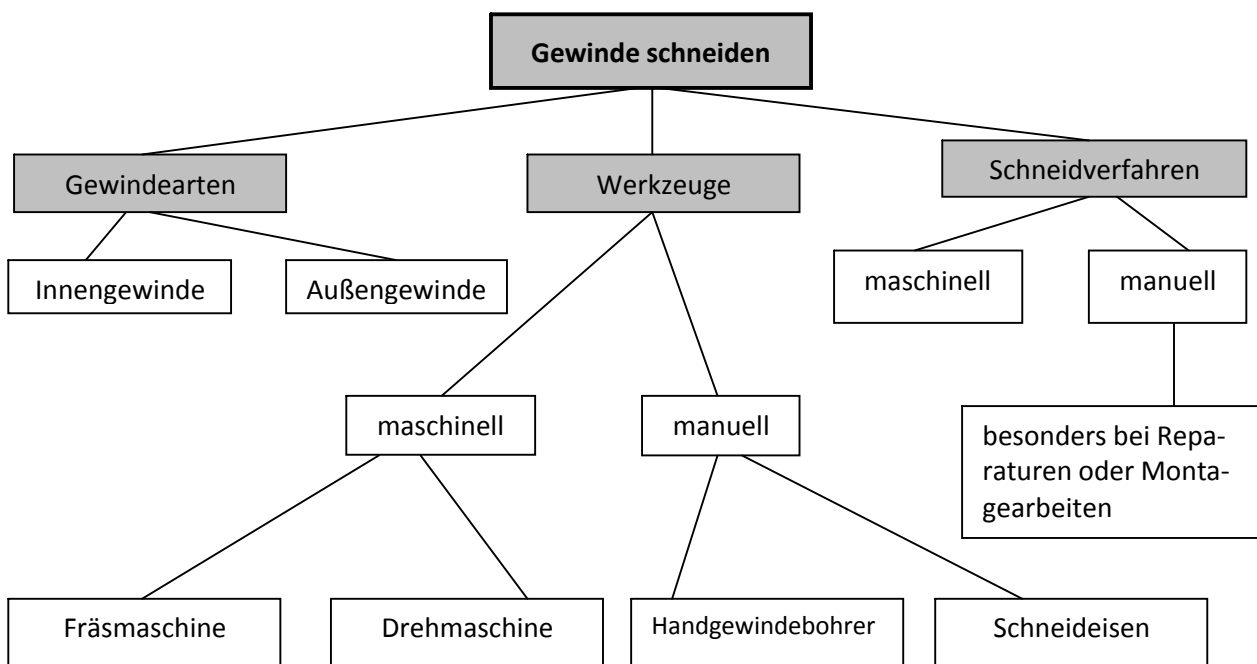 Gewinde schneiden
Gewindearten
Werkzeuge
Schneidverfahren
Innengewinde
Außengewinde
maschinell
manuell
maschinell
manuell
besonders bei Repa-
raturen oder Monta-
gearbeiten
Fräsmaschine
Drehmaschine
Handgewindebohrer
Schneideisen